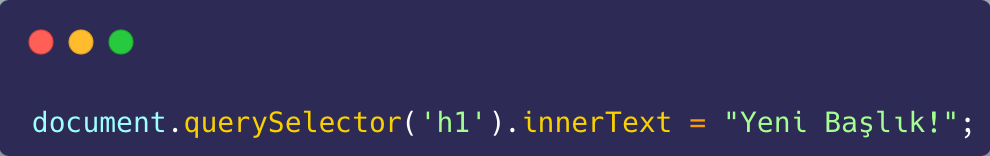 document.querySelector('h1').innerText = "Yeni Başlık!";